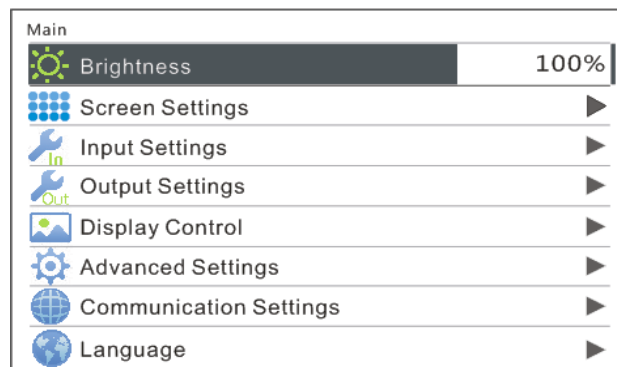 Main
Brightness 100%
Screen Settings
In Input Settings
Out Output Settings
Display Control
Advanced Settings
Communication Settings
Language